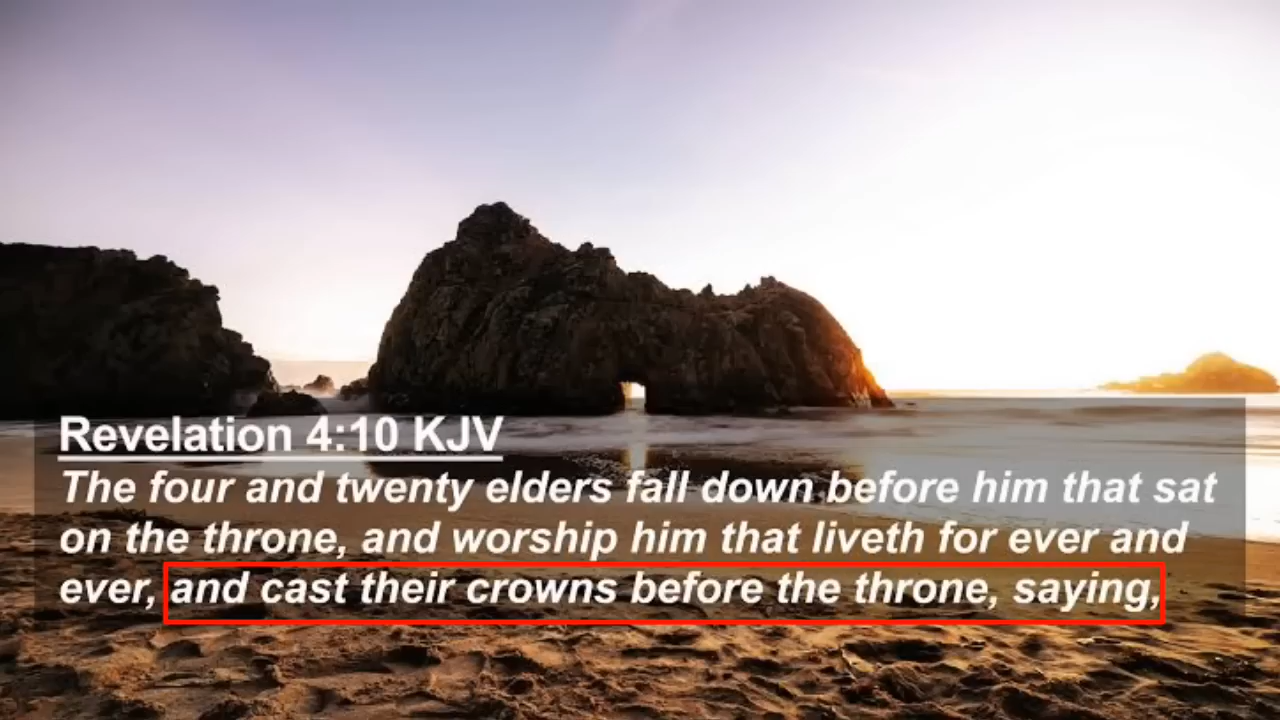 Revelation 4:10 KJV
The four and twenty elders fall down before him that sat
on the throne, and worship him that liveth for ever and
ever, and cast their crowns before the throne, saying,